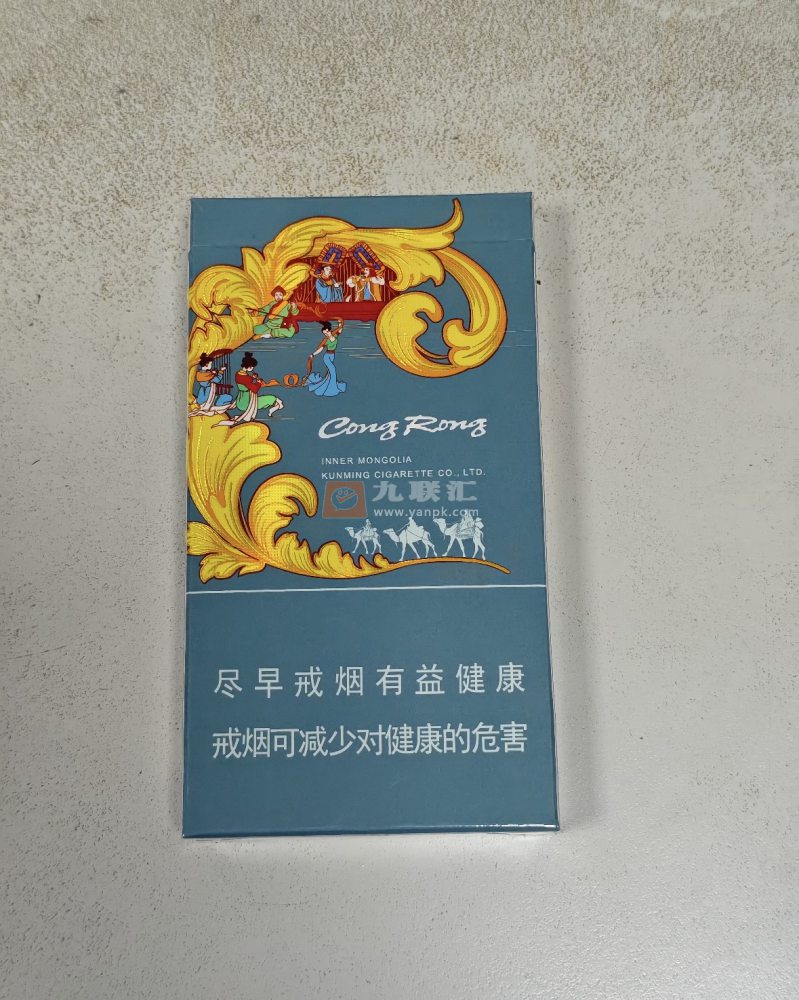 Cong Rong
INNER MONGOLIA
KUNMING CIGARETTE CO., LTD.
九联汇
www.yanpk.com
尽早戒烟有益健康
戒烟可减少对健康的危害